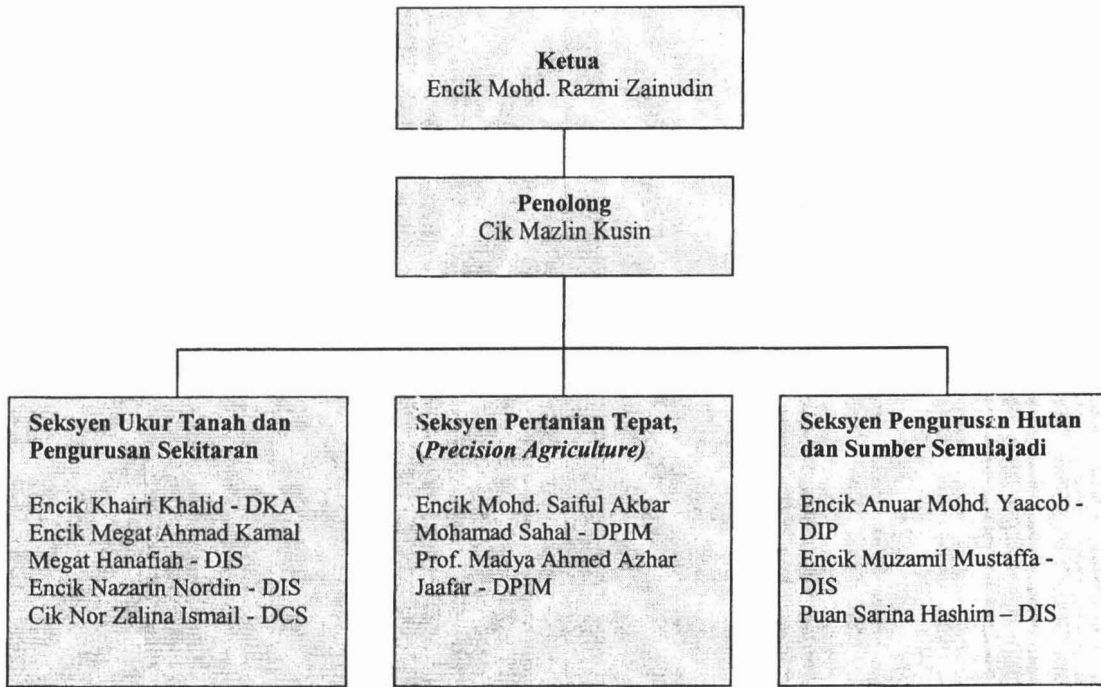 Ketua
Encik Mohd. Razmi Zainudin
Penolong
Cik Mazlin Kusin
Seksyen Ukur Tanah dan
Pengurusan Sekitaran
Encik Khairi Khalid - DKA
Encik Megat Ahmad Kamal
Megat Hanafiah - DIS
Encik Nazarin Nordin - DIS
Cik Nor Zalina Ismail - DCS
Seksyen Pertanian Tepat,
(Precision Agriculture)
Encik Mohd. Saiful Akbar
Mohamad Sahal - DPIM
Prof. Madya Ahmed Azhar
Jaafar - DPIM
Seksyen Pengurusan Hutan
dan Sumber Semulajadi
Encik Anuar Mohd. Yaacob -
DIP
Encik Muzamil Mustaffa -
DIS
Puan Sarina Hashim – DIS